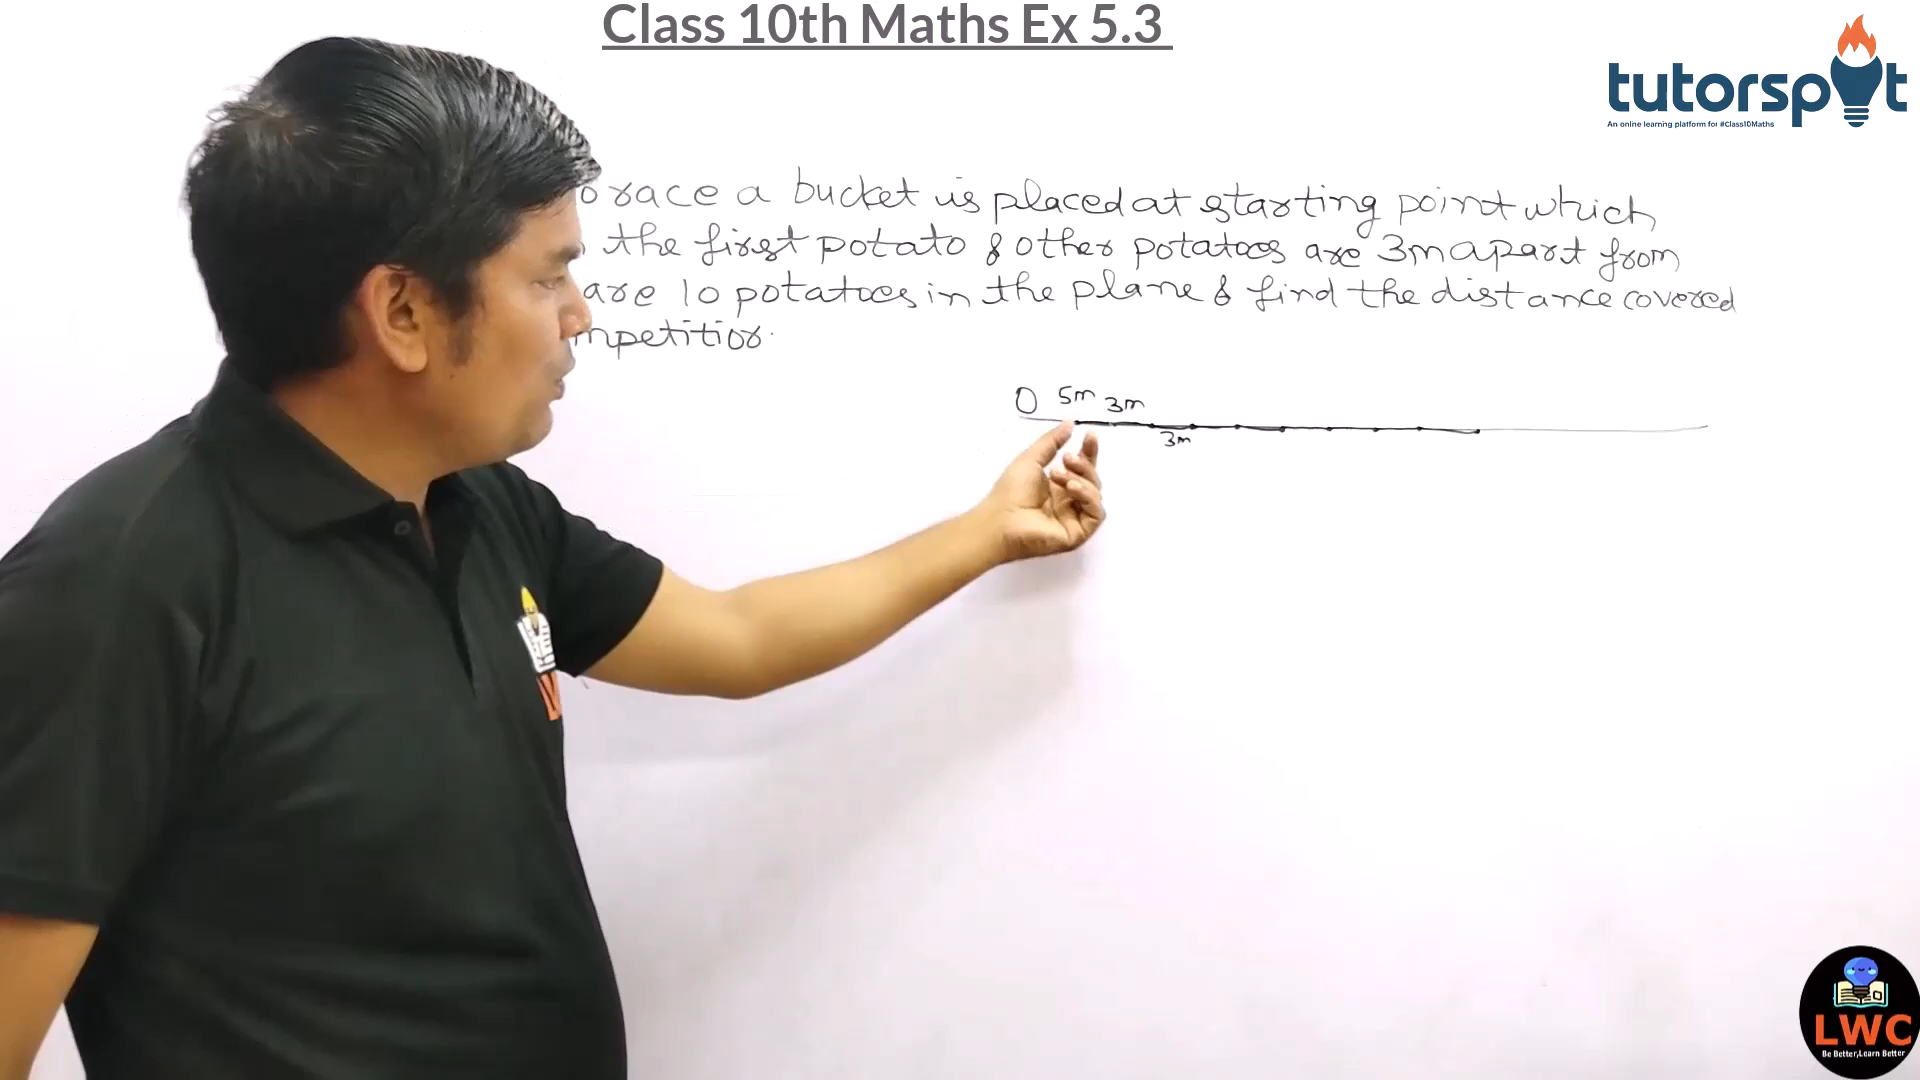 Class 10th Maths Ex 5.3
tutorspot
An online learning platform for #Class10Maths
o race a bucket is placed at starting point which
the first potato & other potatoes are 3m apart from
are 10 potatoes in the plane & find the distance covered
mpetitior.
5m 3m
3m
LWC
Be Better,Learn Better